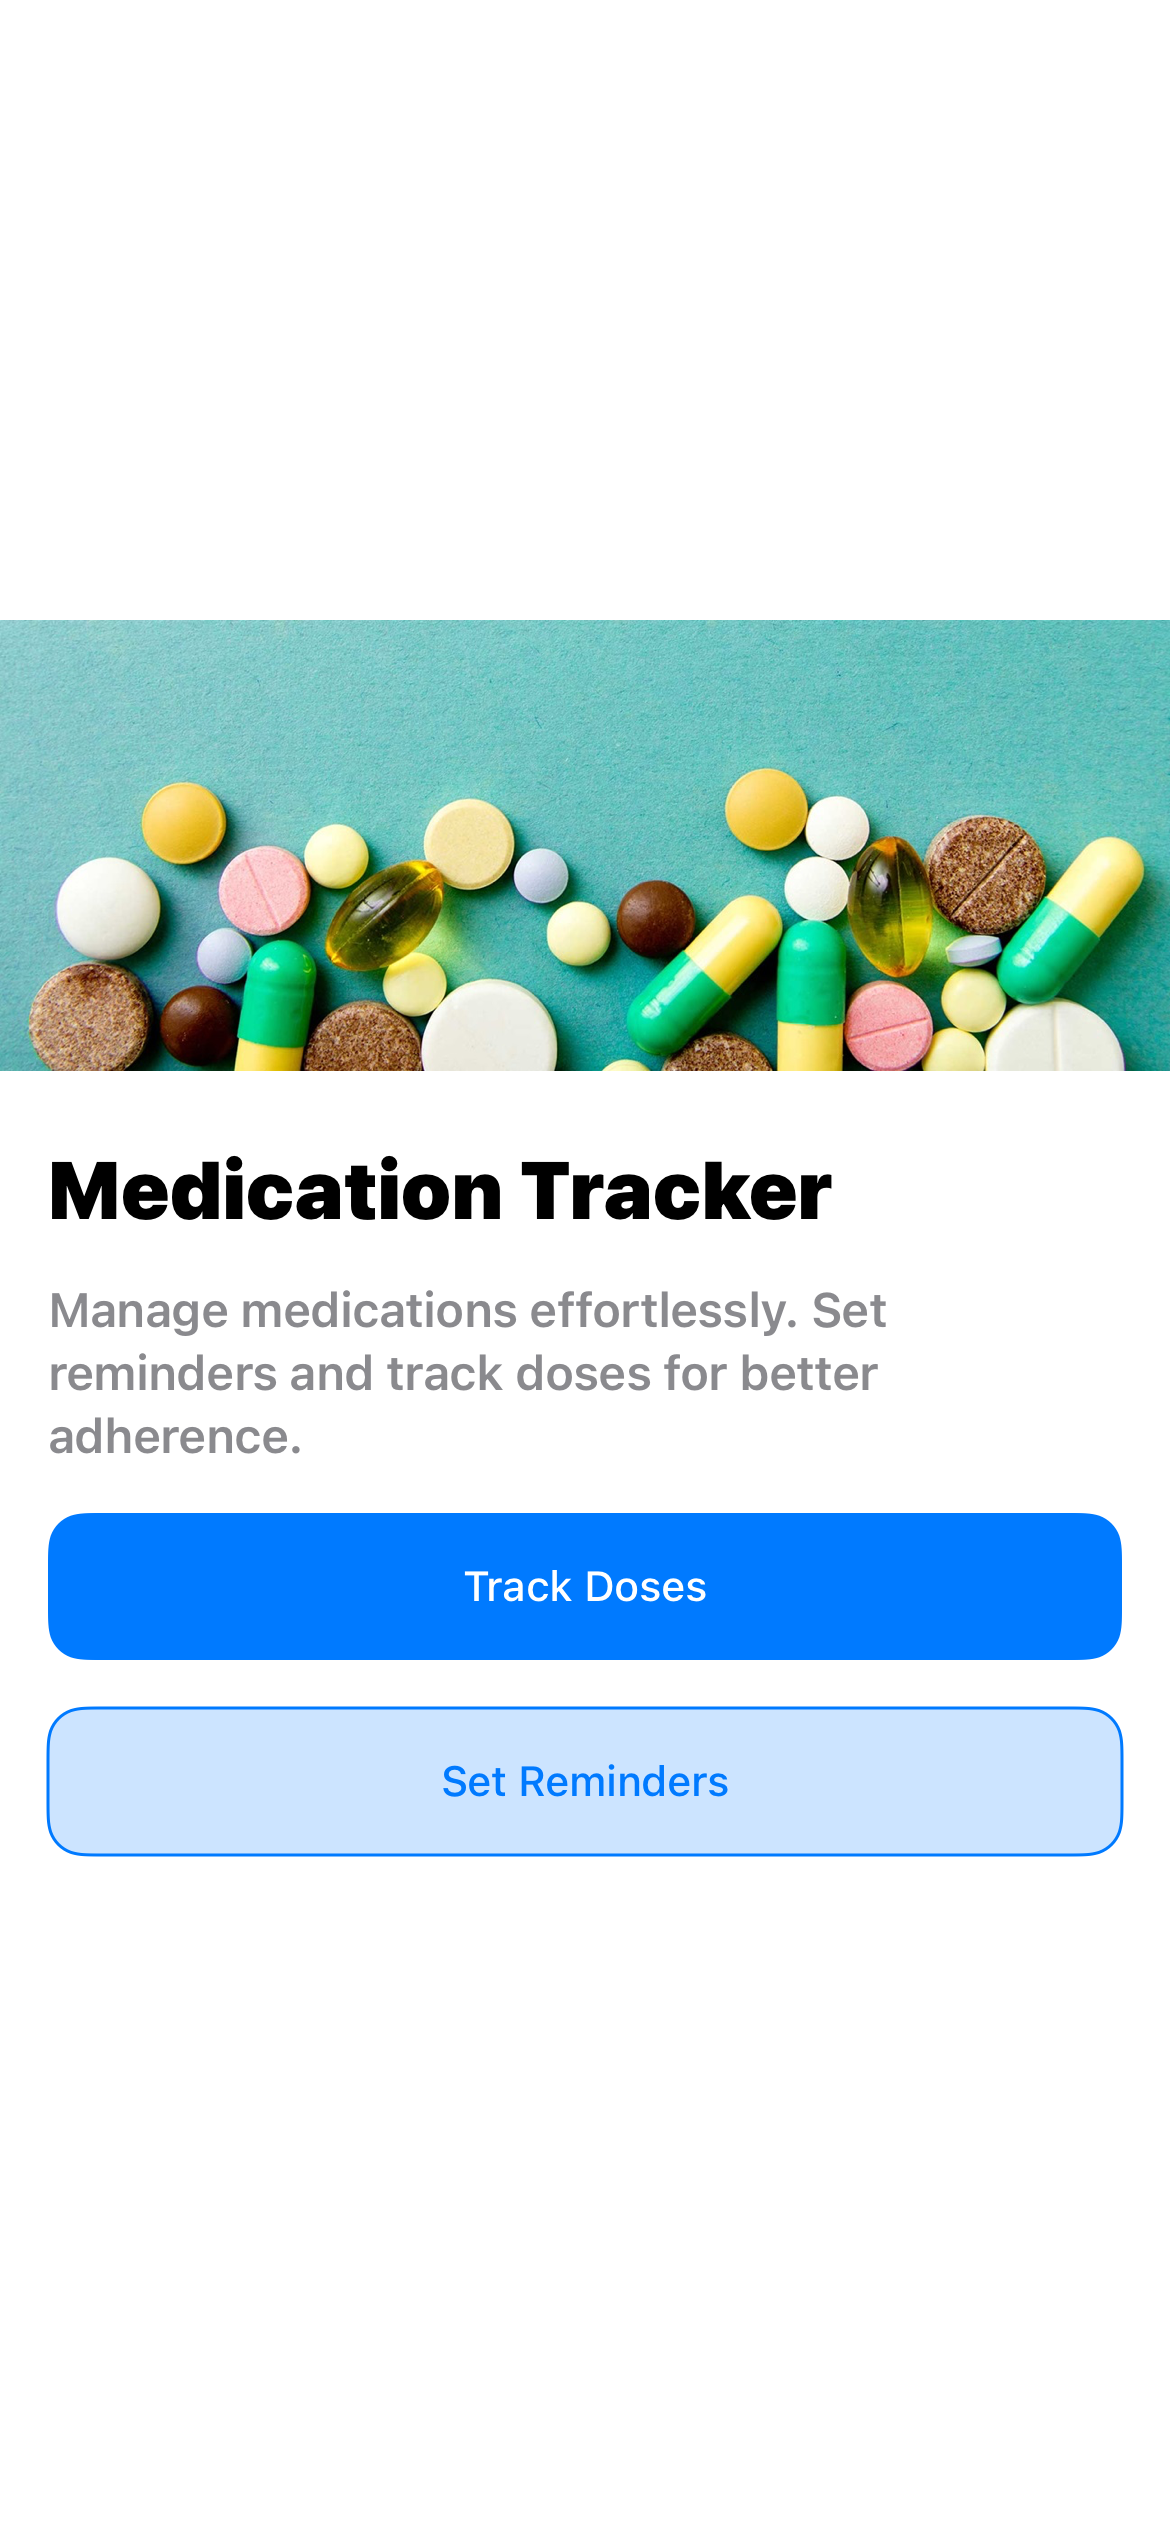 Medication Tracker
Manage medications effortlessly. Set
reminders and track doses for better
adherence.
Track Doses
Set Reminders